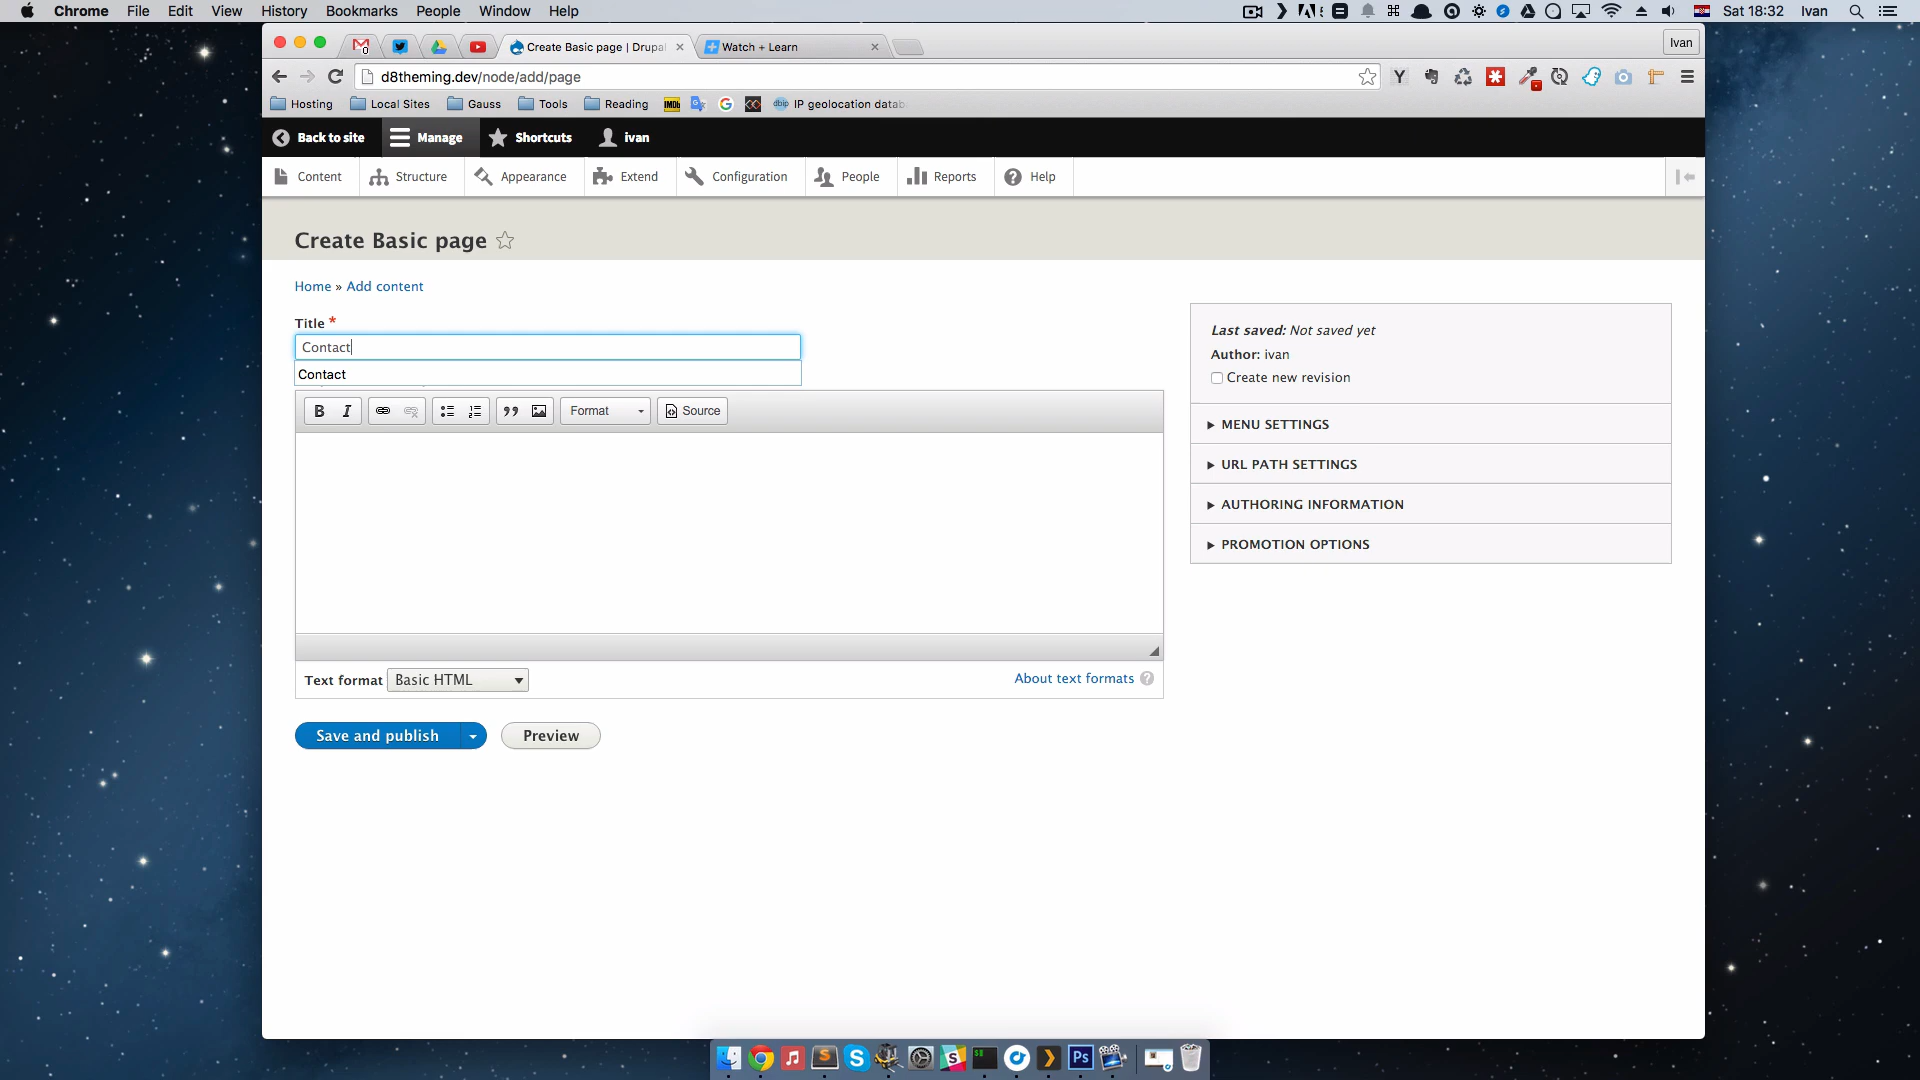 Chrome File Edit View History Bookmarks People Window Help
Sat 18:32 Ivan
Create Basic page | Drupal
Watch + Learn
Ivan
d8theming.dev/node/add/page
Hosting Local Sites Gauss Tools Reading IMDb dbip IP geolocation datab
Back to site Manage Shortcuts ivan
Content Structure Appearance Extend Configuration People Reports Help
Create Basic page
Home » Add content
Title *
Contact
Contact
B I Format Source
Text format Basic HTML
About text formats ?
Save and publish Preview
Last saved: Not saved yet
Author: ivan
Create new revision
MENU SETTINGS
URL PATH SETTINGS
AUTHORING INFORMATION
PROMOTION OPTIONS
Ps